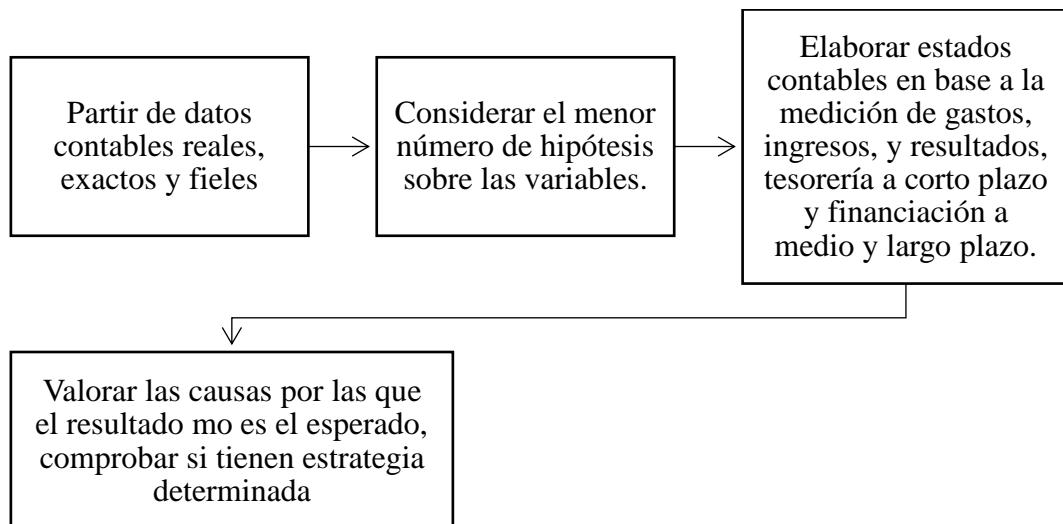 Partir de datos
contables reales,
exactos y fieles
Considerar el menor
número de hipótesis
sobre las variables.
Elaborar estados
contables en base a la
medición de gastos,
ingresos, y resultados,
tesorería a corto plazo
y financiación a
medio y largo plazo.
Valorar las causas por las que
el resultado mo es el esperado,
comprobar si tienen estrategia
determinada